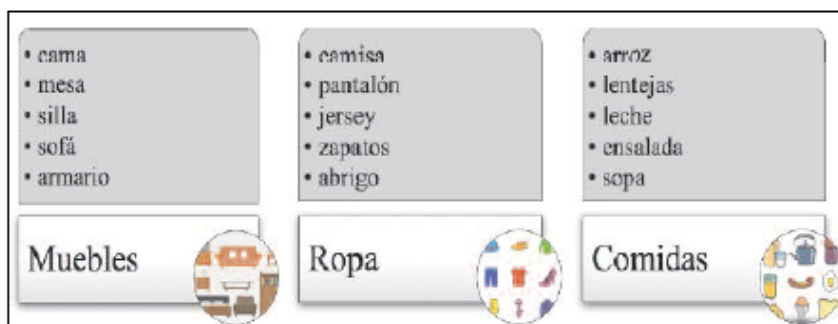 • cama
• mesa
• silla
• sofá
• armario
Muebles
• camisa
• pantalón
• jersey
• zapatos
• abrigo
Ropa
• arroz
• lentejas
• leche
• ensalada
• sopa
Comidas